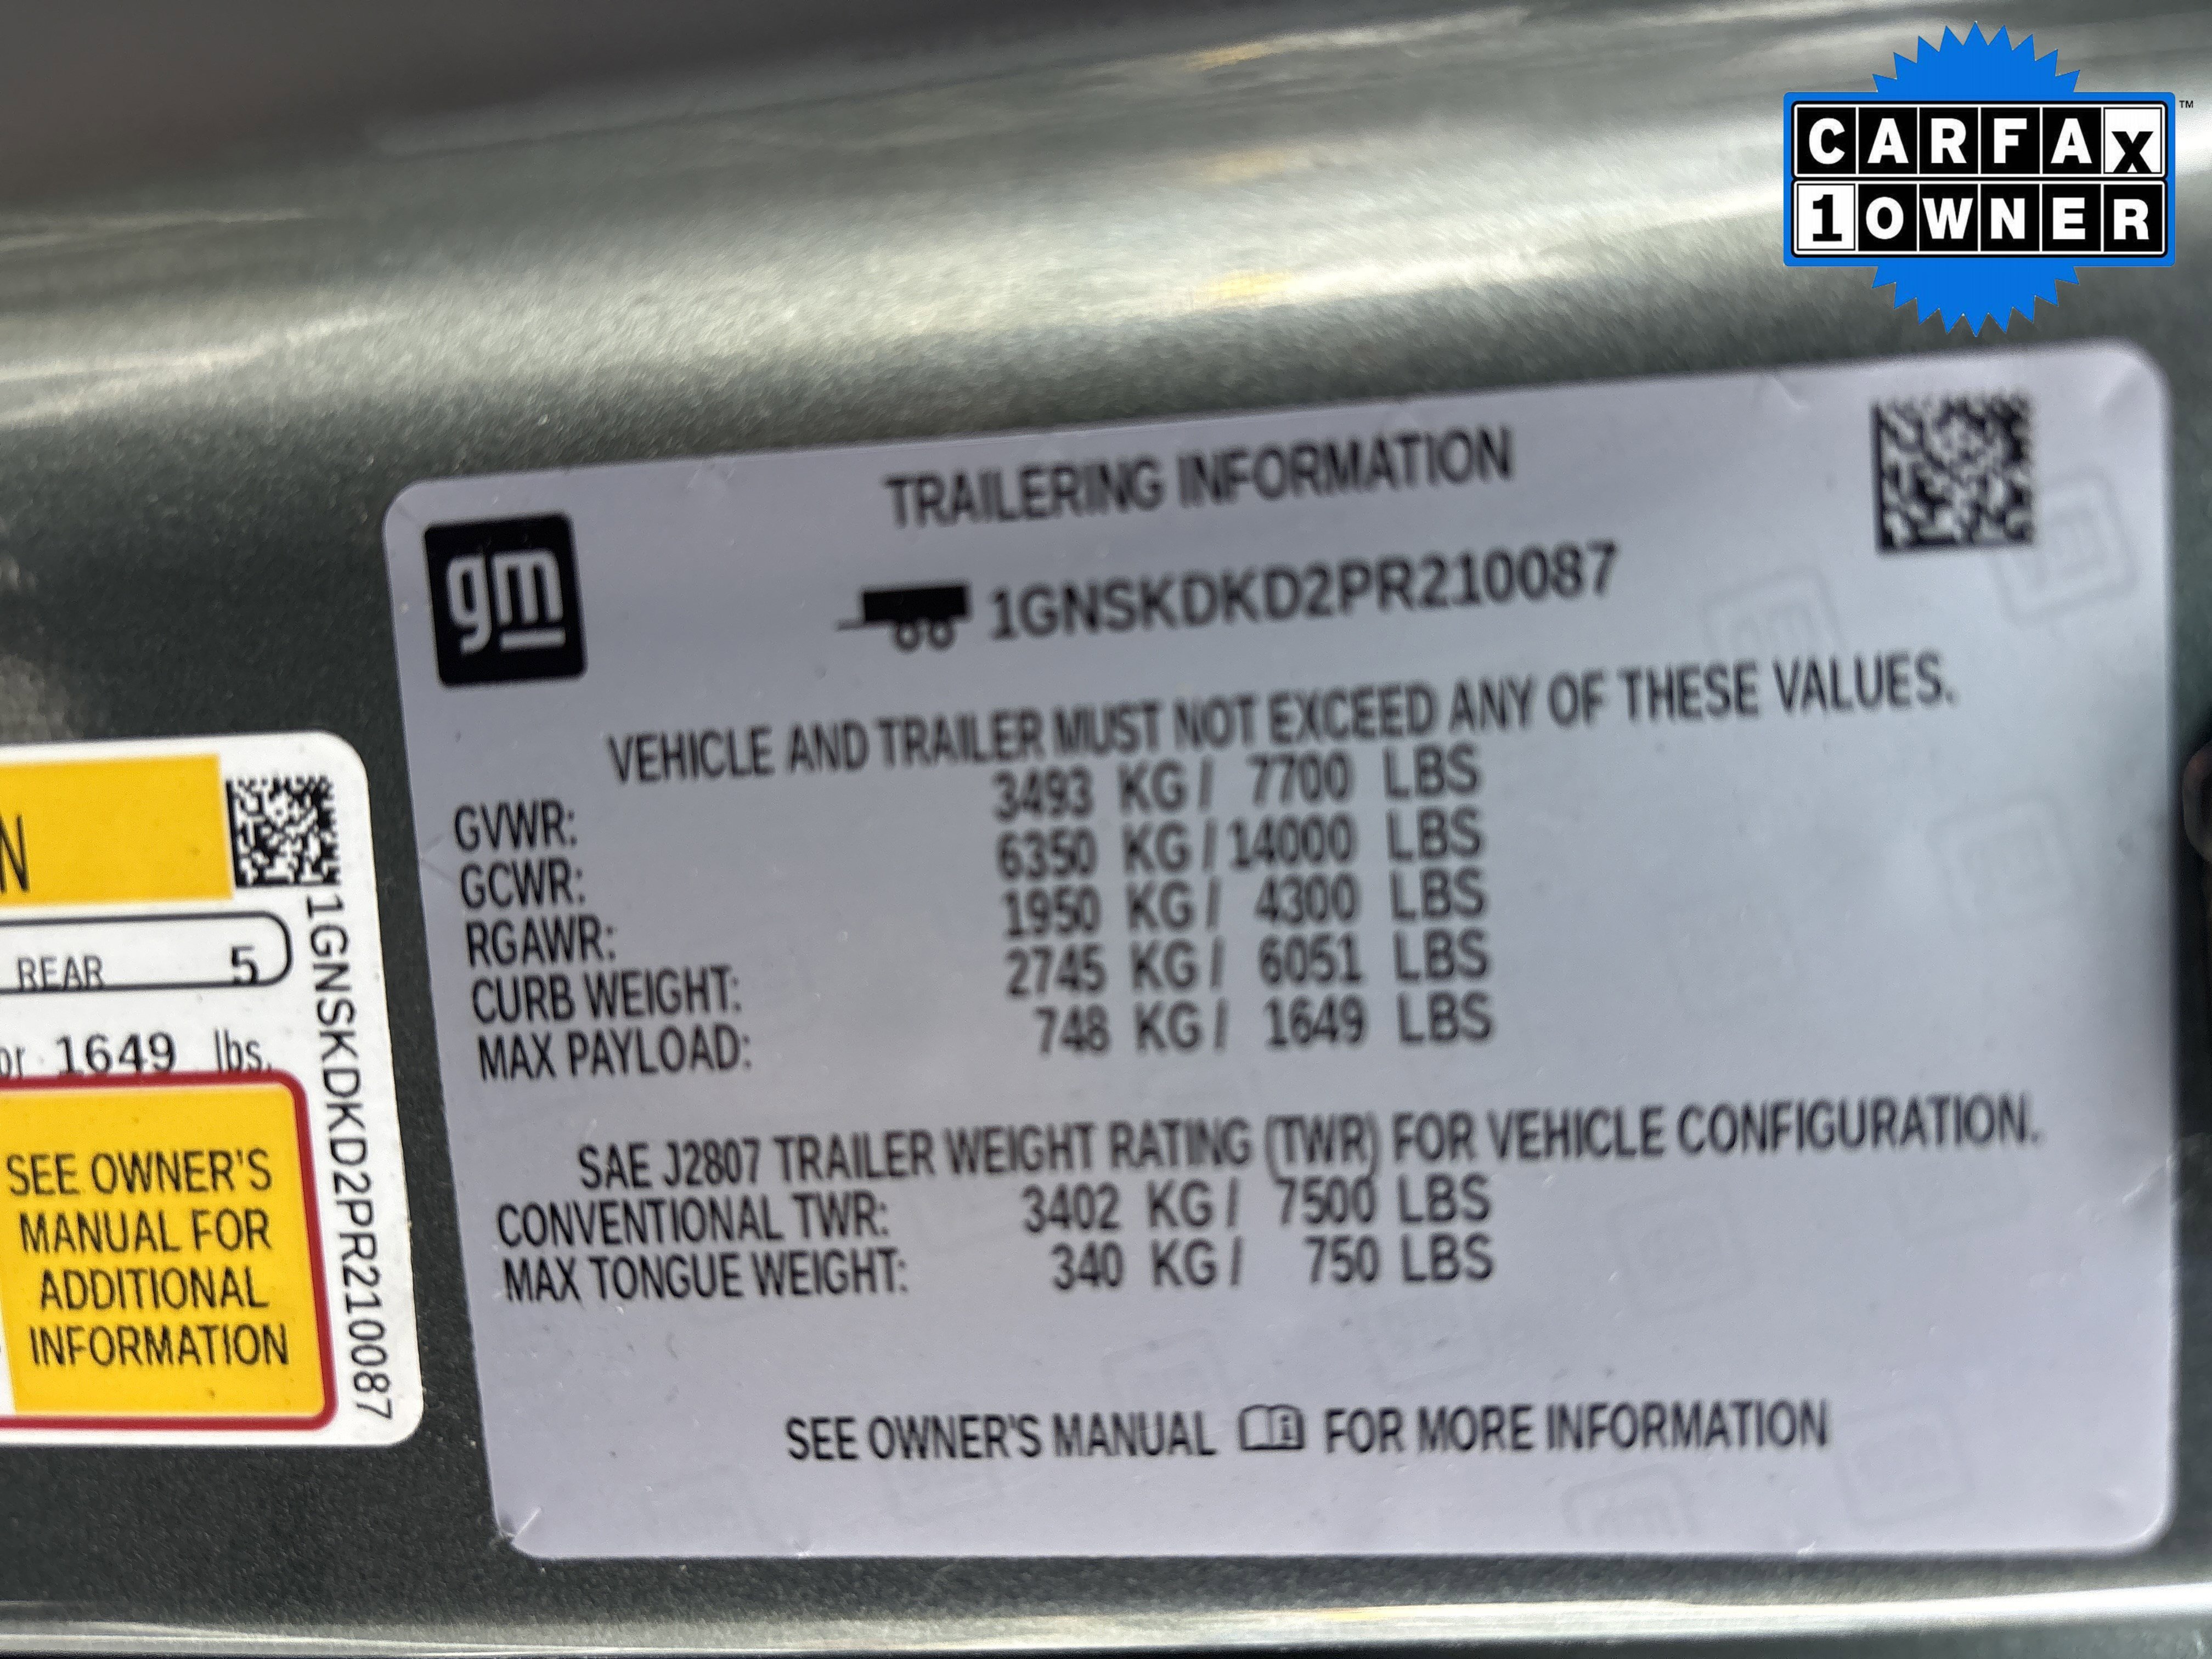 CARFAX
1 OWNER
TM
TRAILERING INFORMATION
gm
1GNSKDKD2PR210087
VEHICLE AND TRAILER MUST NOT EXCEED ANY OF THESE VALUES.
GVWR: 3493 KG / 7700 LBS
GCWR: 6350 KG / 14000 LBS
RGAWR: 1950 KG / 4300 LBS
CURB WEIGHT: 2745 KG / 6051 LBS
MAX PAYLOAD: 748 KG / 1649 LBS
SAE J2807 TRAILER WEIGHT RATING (TWR) FOR VEHICLE CONFIGURATION.
CONVENTIONAL TWR: 3402 KG / 7500 LBS
MAX TONGUE WEIGHT: 340 KG / 750 LBS
SEE OWNER'S MANUAL FOR MORE INFORMATION
N
REAR 5
or 1649 lbs.
SEE OWNER'S
MANUAL FOR
ADDITIONAL
INFORMATION
1GNSKDKD2PR210087